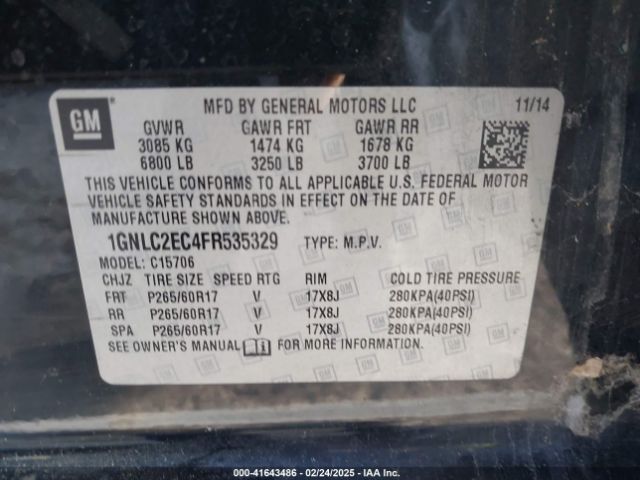 GM
MFD BY GENERAL MOTORS LLC 11/14
GVWR GAWR FRT GAWR RR
3085 KG 1474 KG 1678 KG
6800 LB 3250 LB 3700 LB
THIS VEHICLE CONFORMS TO ALL APPLICABLE U.S. FEDERAL MOTOR
VEHICLE SAFETY STANDARDS IN EFFECT ON THE DATE OF
MANUFACTURE SHOWN ABOVE.
1GNLC2EC4FR535329 TYPE: M.P.V.
MODEL: C15706
CHJZ TIRE SIZE SPEED RTG RIM COLD TIRE PRESSURE
FRT P265/60R17 V 17X8J 280KPA(40PSI)
RR P265/60R17 V 17X8J 280KPA(40PSI)
SPA P265/60R17 V 17X8J 280KPA(40PSI)
SEE OWNER'S MANUAL FOR MORE INFORMATION.
000-41643486 - 02/24/2025 - IAA Inc.